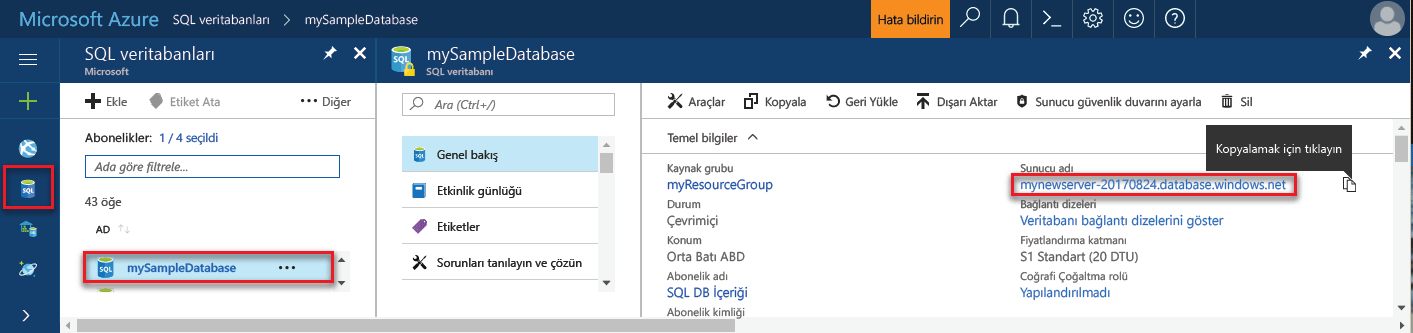 Microsoft Azure SQL veritabanları > mySampleDatabase Hata bildirin
SQL veritabanları
Microsoft
mySampleDatabase
SQL veritabanı
Ekle Etiket Ata ••• Diğer
Ara (Ctrl+/)
Araçlar Kopyala Geri Yükle Dışarı Aktar Sunucu güvenlik duvarını ayarla Sil
Abonelikler: 1 / 4 seçildi
Ada göre filtrele...
43 öğe
AD
mySampleDatabase •••
Genel bakış
Etkinlik günlüğü
Etiketler
Sorunları tanılayın ve çözün
Temel bilgiler
Kopyalamak için tıklayın
Kaynak grubu
myResourceGroup
Durum
Çevrimiçi
Konum
Orta Batı ABD
Abonelik adı
SQL DB İçeriği
Abonelik kimliği
Sunucu adı
mynewserver-20170824.database.windows.net
Bağlantı dizeleri
Veritabanı bağlantı dizelerini göster
Fiyatlandırma katmanı
S1 Standart (20 DTU)
Coğrafi Çoğaltma rolü
Yapılandırılmadı